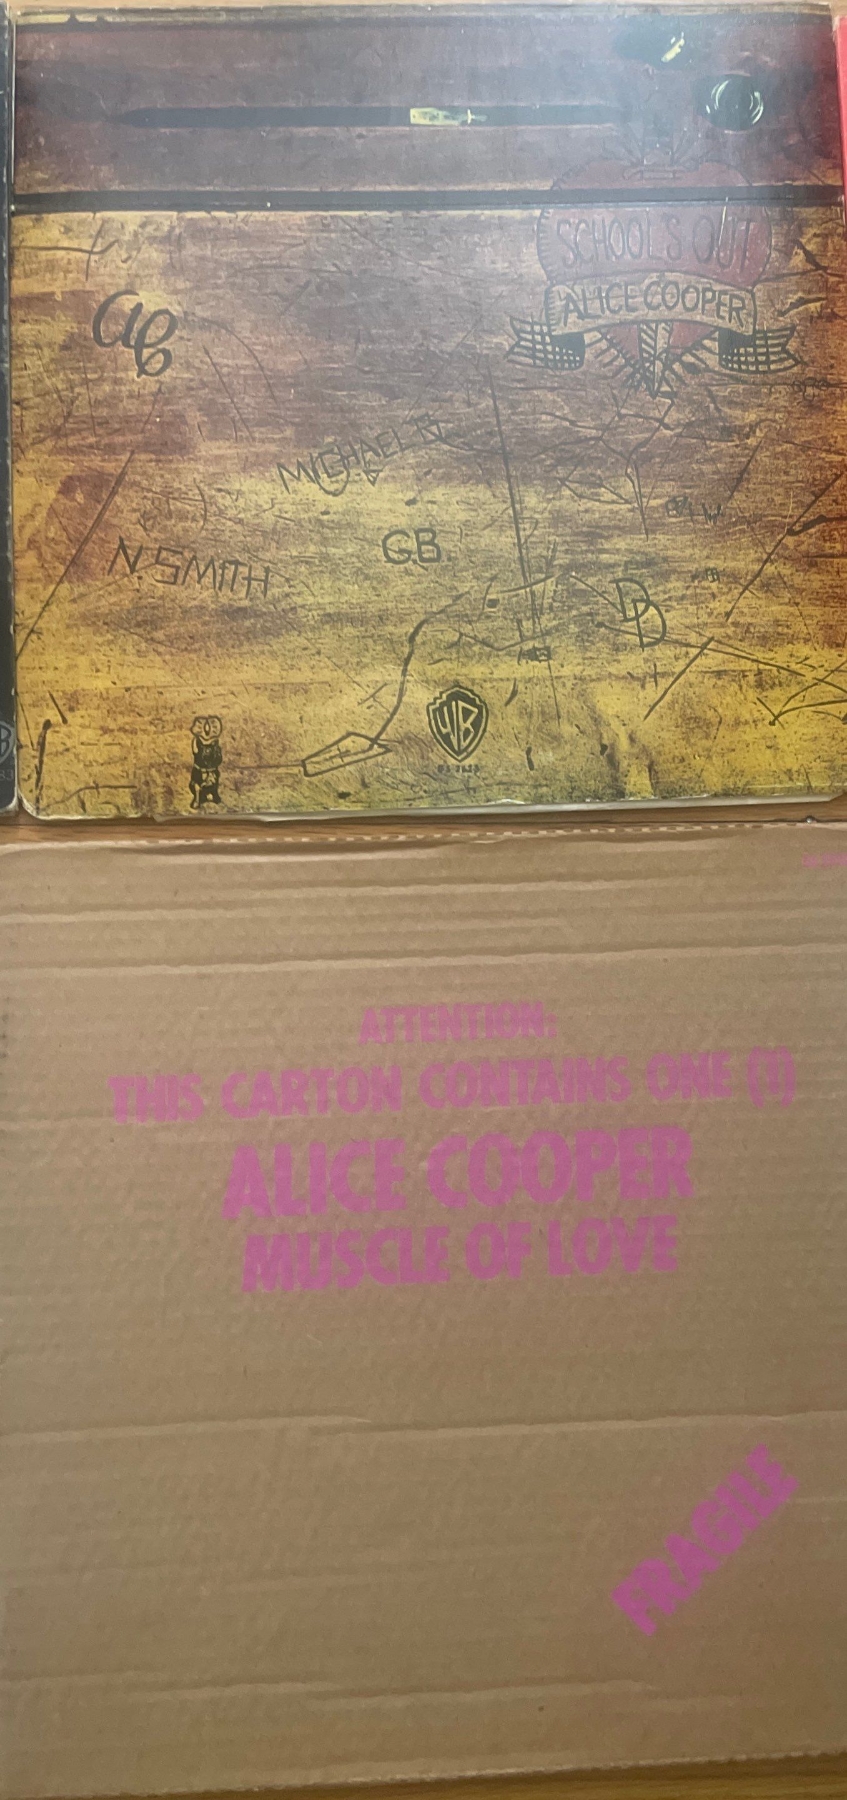 SCHOOL'S OUT
ALICE COOPER
AC
MICHAEL B
G.B.
N. SMITH
DD
WB
ATTENTION:
THIS CARTON CONTAINS ONE (1)
ALICE COOPER
MUSCLE OF LOVE
FRAGILE